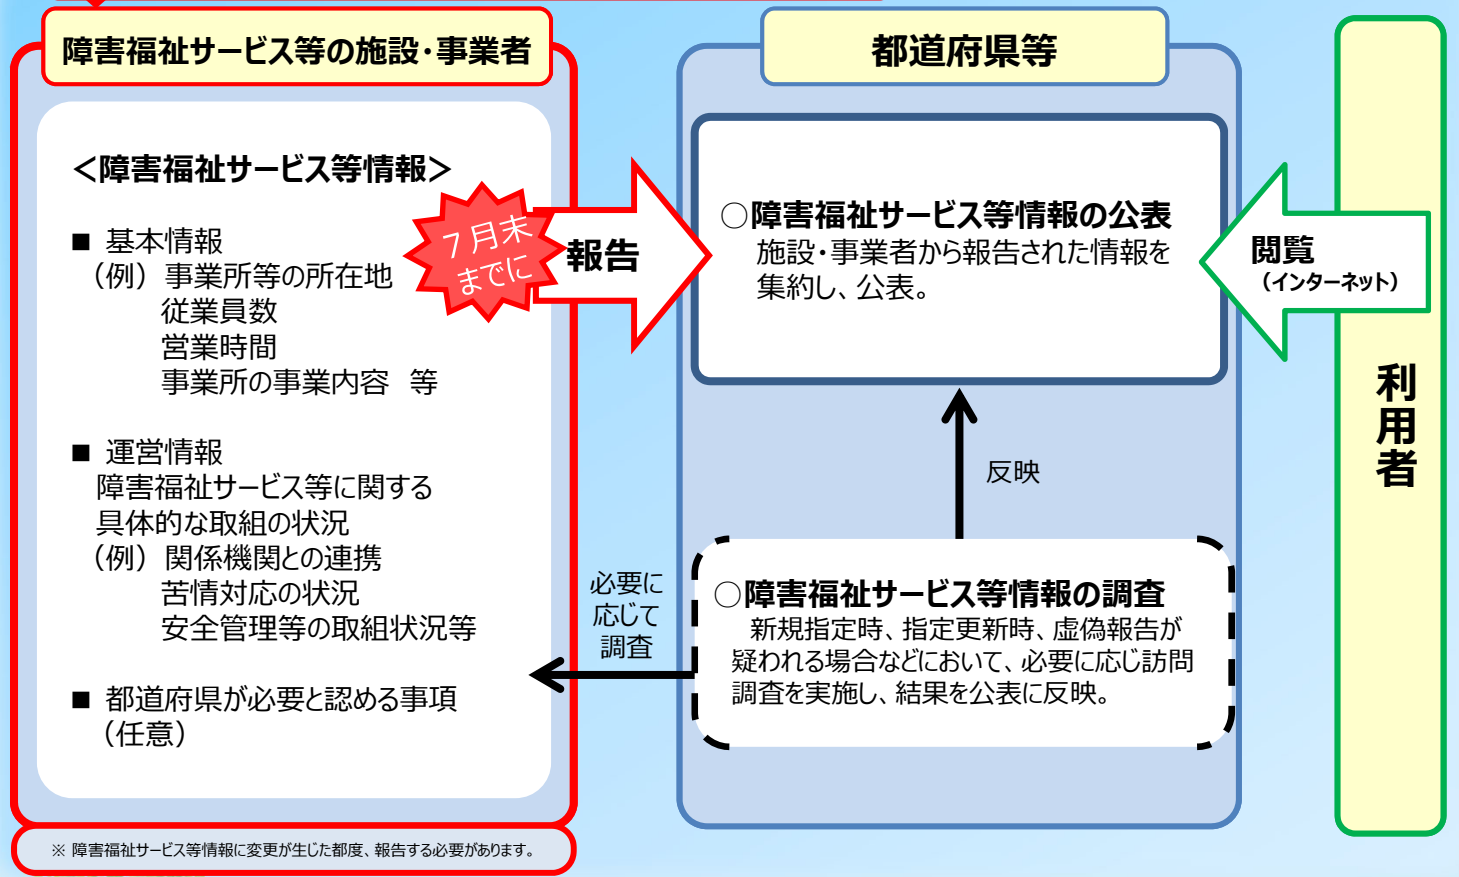 障害福祉サービス等の施設・事業者
<障害福祉サービス等情報>
■ 基本情報
（例）事業所等の所在地
従業員数
営業時間
事業所の事業内容 等
■ 運営情報
障害福祉サービス等に関する
具体的な取組の状況
（例）関係機関との連携
苦情対応の状況
安全管理等の取組状況等
■ 都道府県が必要と認める事項
（任意）
※ 障害福祉サービス等情報に変更が生じた都度、報告する必要があります。
７月末
までに
報告
必要に
応じて
調査
都道府県等
○障害福祉サービス等情報の公表
施設・事業者から報告された情報を
集約し、公表。
反映
○障害福祉サービス等情報の調査
新規指定時、指定更新時、虚偽報告が
疑われる場合などにおいて、必要に応じ訪問
調査を実施し、結果を公表に反映。
閲覧
（インターネット）
利用者